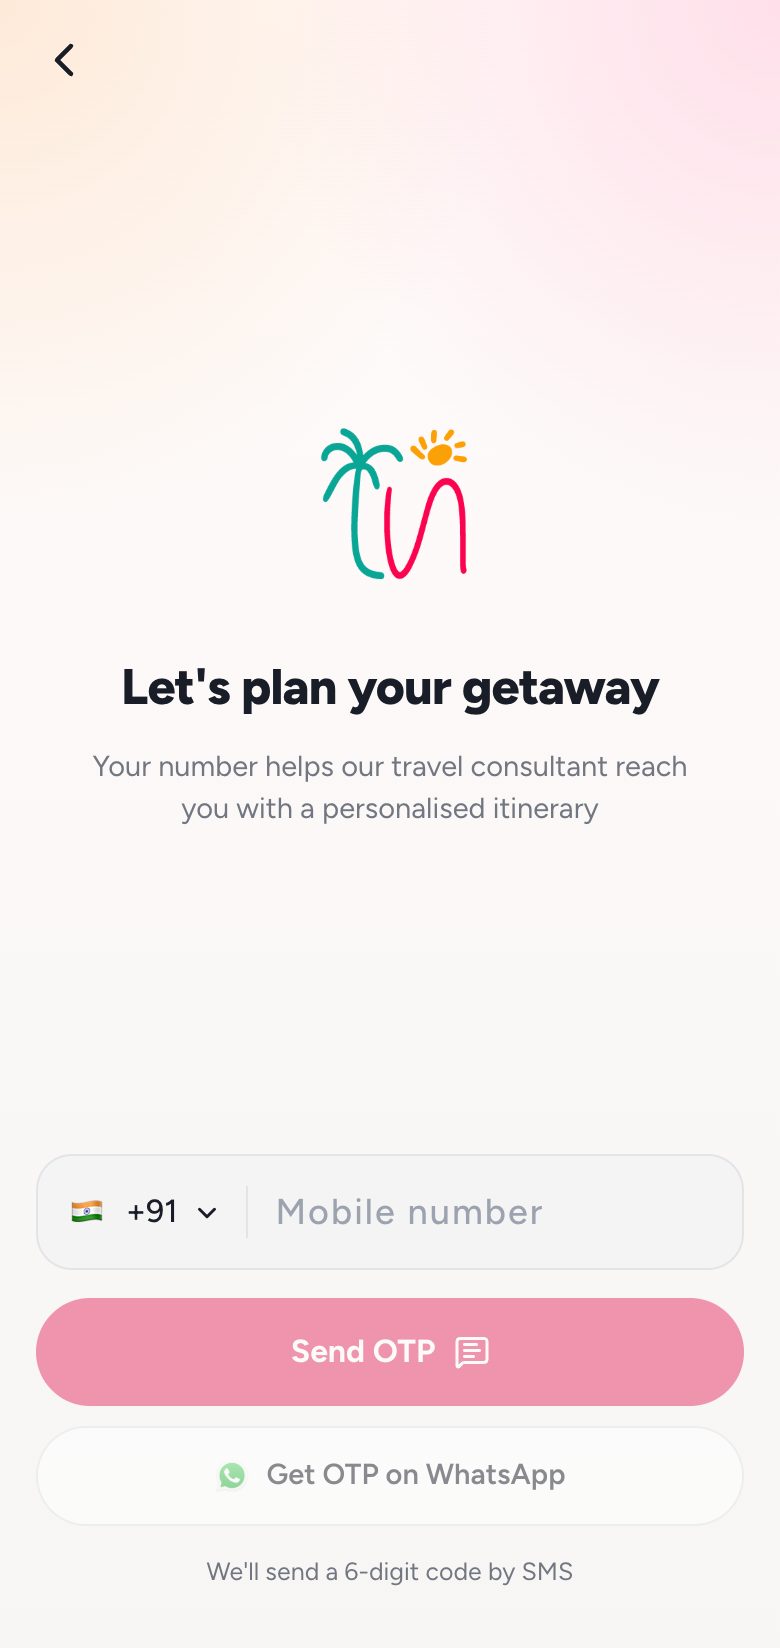 Let's plan your getaway
Your number helps our travel consultant reach
you with a personalised itinerary
+91
Mobile number
Send OTP
Get OTP on WhatsApp
We'll send a 6-digit code by SMS